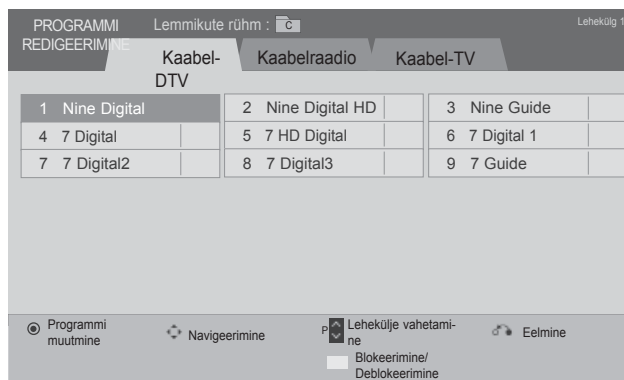 PROGRAMMI REDIGEERIMINE
Lemmikute rühm : C
Lehekülg 1
Kaabel-DTV
Kaabelraadio
Kaabel-TV
1 Nine Digital
2 Nine Digital HD
3 Nine Guide
4 7 Digital
5 7 HD Digital
6 7 Digital 1
7 7 Digital2
8 7 Digital3
9 7 Guide
Programmi
muutmine
Navigeerimine
P
Lehekülje vahetami-
ne
Blokeerimine/
Deblokeerimine
Eelmine